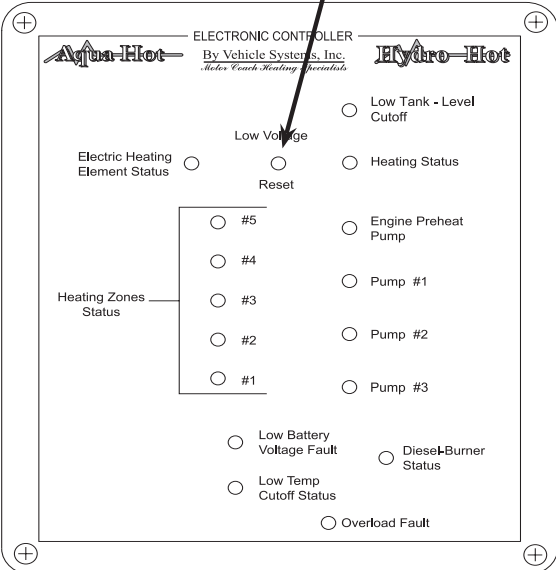 ELECTRONIC CONTROLLER
Aqua-Hot
By Vehicle Systems, Inc.
Motor Coach Heating Specialists
Hydro-Hot
Low Tank - Level
Cutoff
Low Voltage
Electric Heating
Element Status
Heating Status
Reset
#5
Engine Preheat
Pump
#4
Pump #1
Heating Zones
Status
#3
#2
Pump #2
#1
Pump #3
Low Battery
Voltage Fault
Diesel-Burner
Status
Low Temp
Cutoff Status
Overload Fault